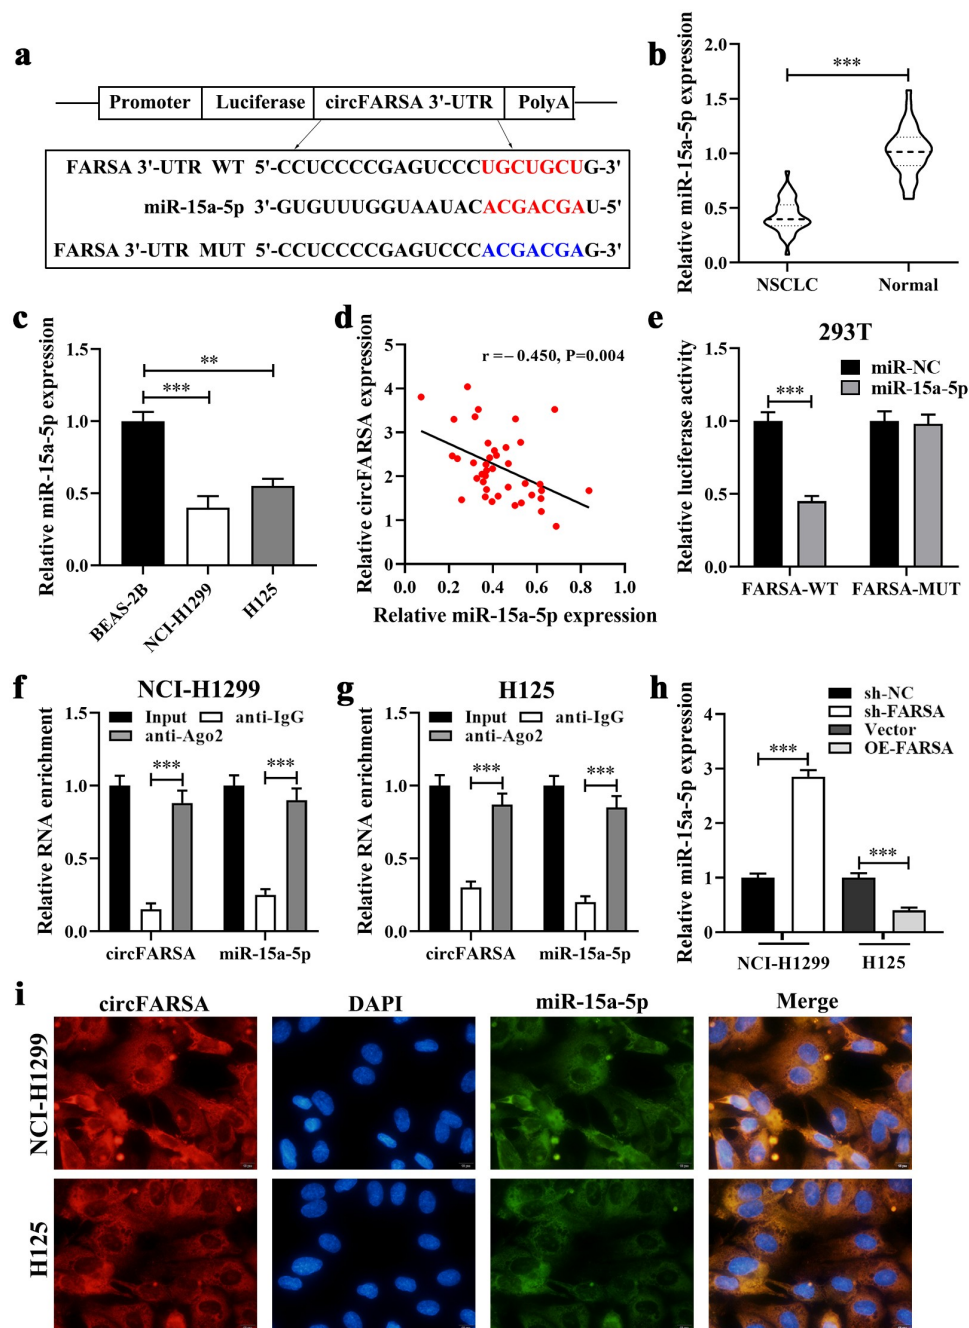 a
Promoter Luciferase circFARSA 3'-UTR PolyA
FARSA 3'-UTR WT 5'-CCUCCCCGAGUCCCUGCUGCUG-3'
miR-15a-5p 3'-GUGUUUGGUAAUACACGACGAU-5'
FARSA 3'-UTR MUT 5'-CCUCCCCGAGUCCCACGACGAG-3'
b
Relative miR-15a-5p expression
2.0
1.5
1.0
0.5
0.0
***
NSCLC Normal
c
Relative miR-15a-5p expression
1.5
1.0
0.5
0.0
**
***
BEAS-2B NCI-H1299 H125
d
Relative circFARSA expression
5
4
3
2
1
0
r=−0.450, P=0.004
0.0 0.2 0.4 0.6 0.8 1.0
Relative miR-15a-5p expression
e
293T
Relative luciferase activity
1.5
1.0
0.5
0.0
miR-NC
miR-15a-5p
***
FARSA-WT FARSA-MUT
f
NCI-H1299
Relative RNA enrichment
1.5
1.0
0.5
0.0
Input anti-IgG
anti-Ago2
*** ***
circFARSA miR-15a-5p
g
H125
Relative RNA enrichment
1.5
1.0
0.5
0.0
Input anti-IgG
anti-Ago2
*** ***
circFARSA miR-15a-5p
h
Relative miR-15a-5p expression
4
3
2
1
0
sh-NC
sh-FARSA
Vector
OE-FARSA
***
***
NCI-H1299 H125
i
circFARSA DAPI miR-15a-5p Merge
NCI-H1299
H125